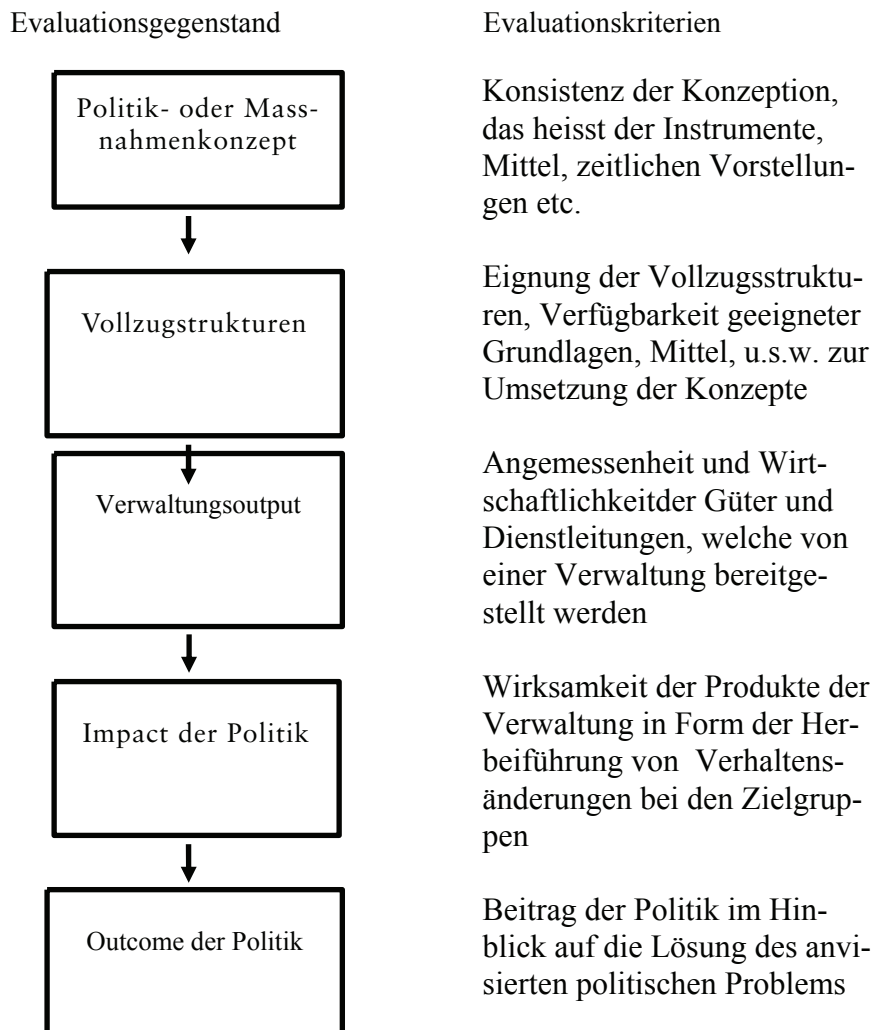 Evaluationsgegenstand
Evaluationskriterien
Politik- oder Mass-
nahmenkonzept
Konsistenz der Konzeption,
das heisst der Instrumente,
Mittel, zeitlichen Vorstellun-
gen etc.
Vollzugstrukturen
Eignung der Vollzugsstruktu-
ren, Verfügbarkeit geeigneter
Grundlagen, Mittel, u.s.w. zur
Umsetzung der Konzepte
Verwaltungsoutput
Angemessenheit und Wirt-
schaftlichkeitder Güter und
Dienstleitungen, welche von
einer Verwaltung bereitge-
stellt werden
Impact der Politik
Wirksamkeit der Produkte der
Verwaltung in Form der Her-
beiführung von Verhaltens-
änderungen bei den Zielgrup-
pen
Outcome der Politik
Beitrag der Politik im Hin-
blick auf die Lösung des anvi-
sierten politischen Problems